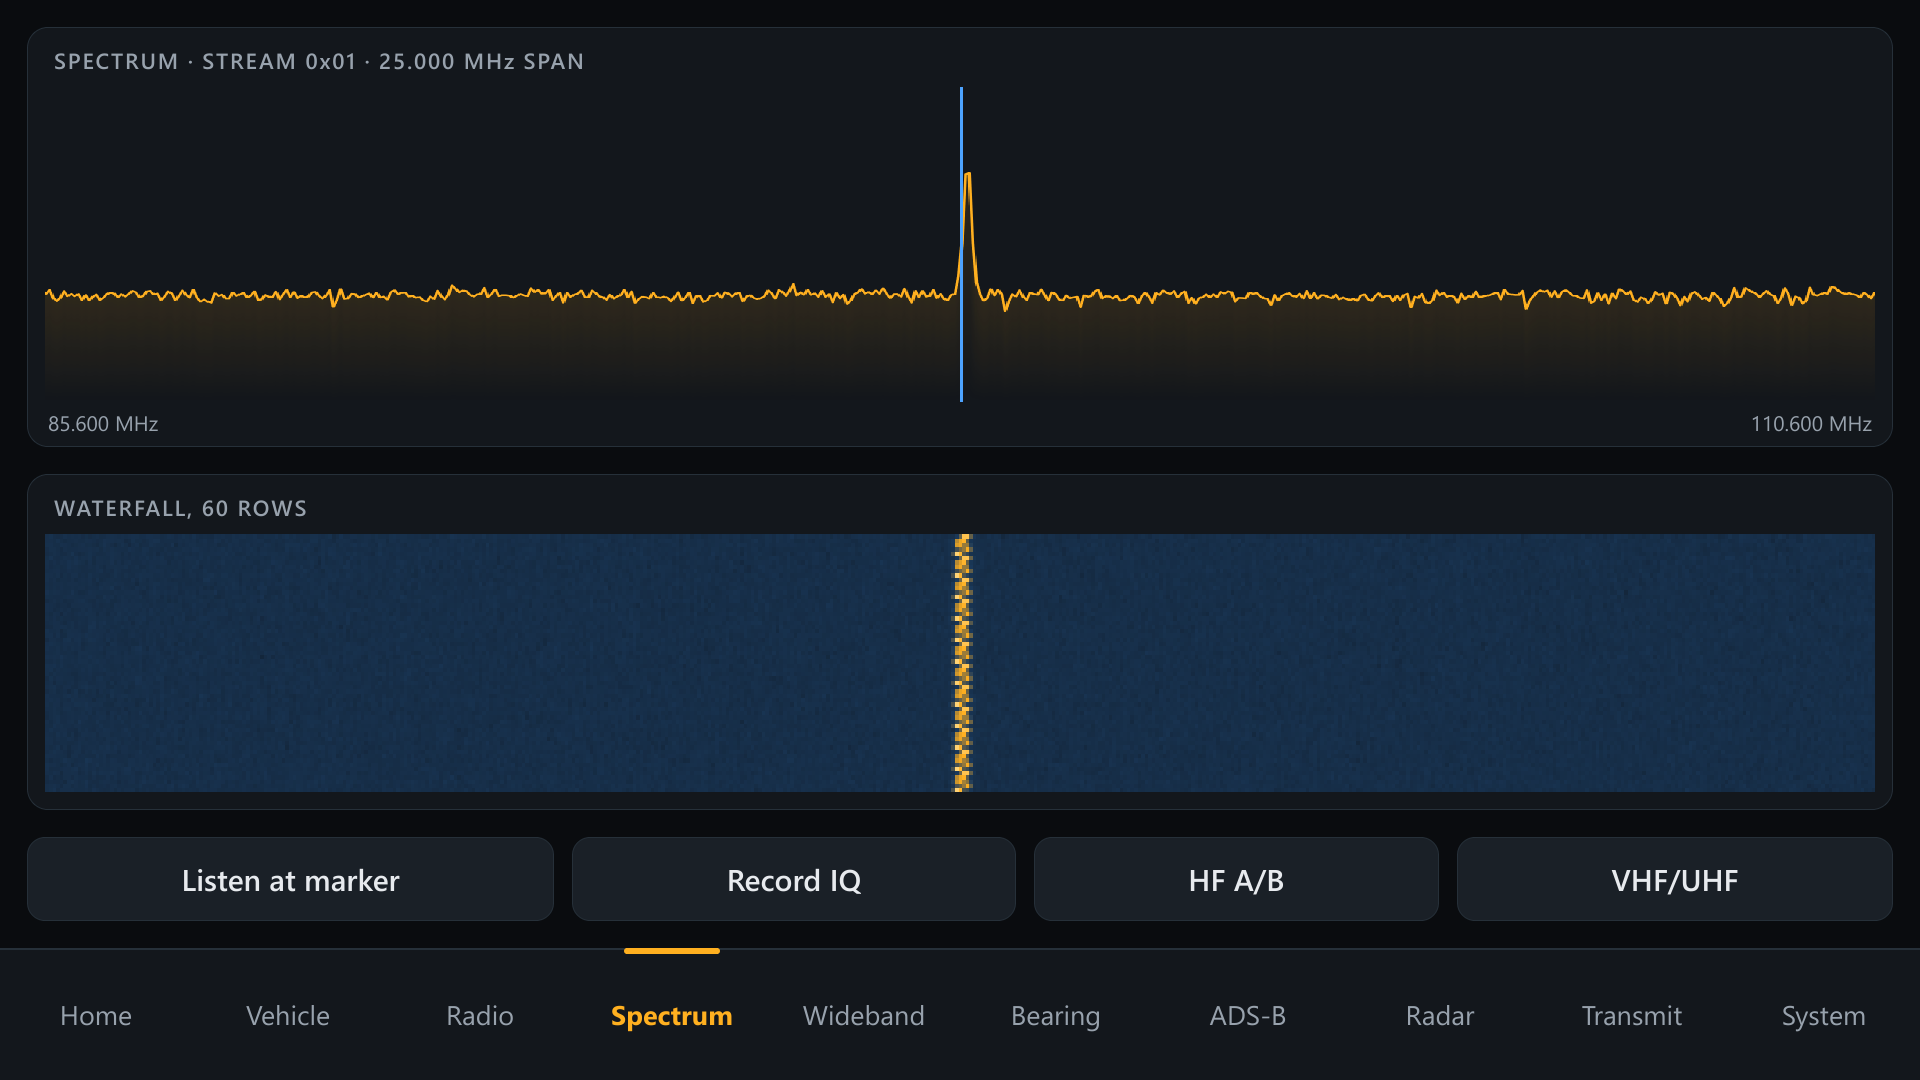 SPECTRUM · STREAM 0x01 · 25.000 MHz SPAN
85.600 MHz
110.600 MHz
WATERFALL, 60 ROWS
Listen at marker
Record IQ
HF A/B
VHF/UHF
Home
Vehicle
Radio
Spectrum
Wideband
Bearing
ADS-B
Radar
Transmit
System